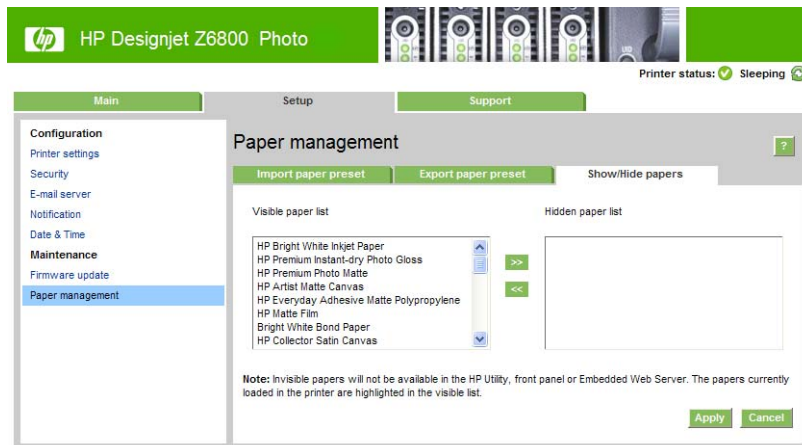 hp HP Designjet Z6800 Photo
UID
Printer status: Sleeping
Main Setup Support
Configuration
Printer settings
Security
E-mail server
Notification
Date & Time
Maintenance
Firmware update
Paper management
Paper management
?
Import paper preset Export paper preset Show/Hide papers
Visible paper list Hidden paper list
HP Bright White Inkjet Paper
HP Premium Instant-dry Photo Gloss
HP Premium Photo Matte
HP Artist Matte Canvas
HP Everyday Adhesive Matte Polypropylene
HP Matte Film
Bright White Bond Paper
HP Collector Satin Canvas
>>
<<
Note: Invisible papers will not be available in the HP Utility, front panel or Embedded Web Server. The papers currently
loaded in the printer are highlighted in the visible list.
Apply Cancel